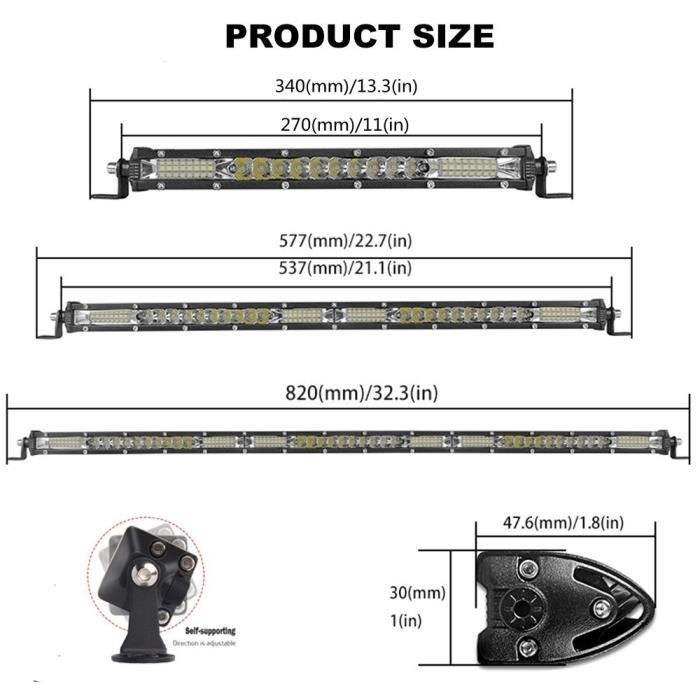 PRODUCT SIZE
340(mm)/13.3(in)
270(mm)/11(in)
577(mm)/22.7(in)
537(mm)/21.1(in)
820(mm)/32.3(in)
47.6(mm)/1.8(in)
30(mm)
1(in)
Self-supporting
Direction is adjustable